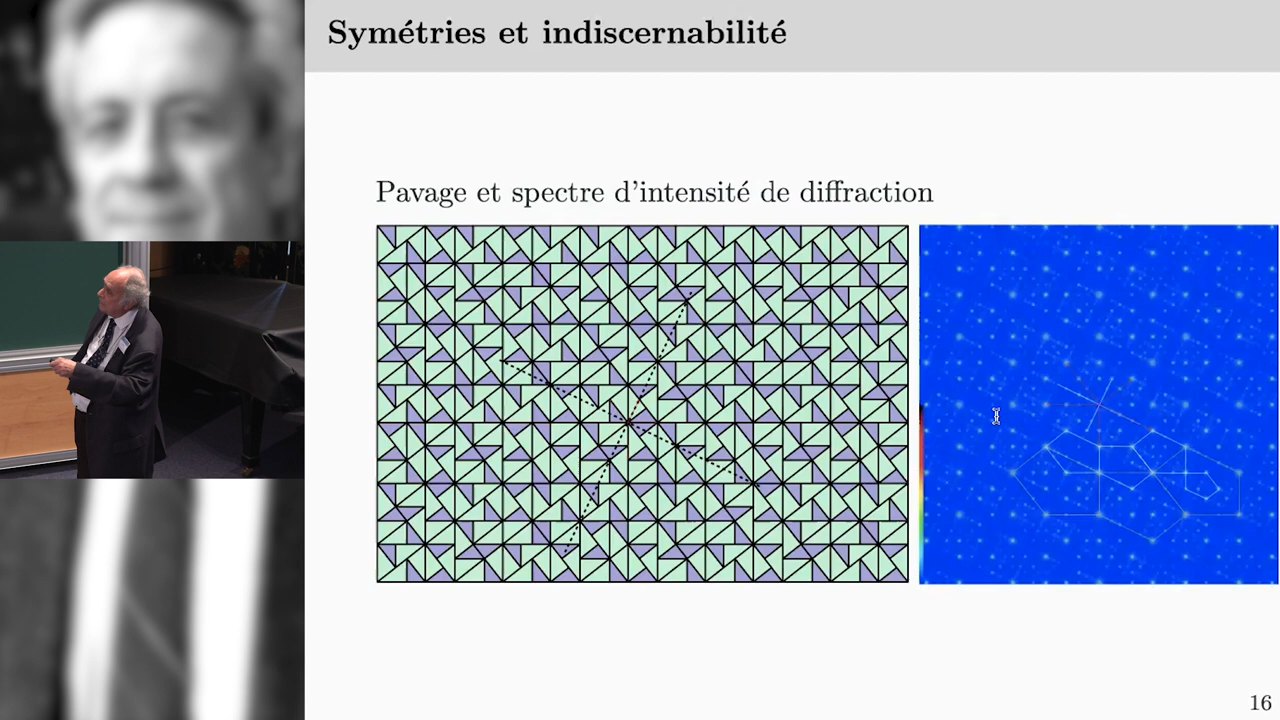 Symétries et indiscernabilité
Pavage et spectre d'intensité de diffraction
16